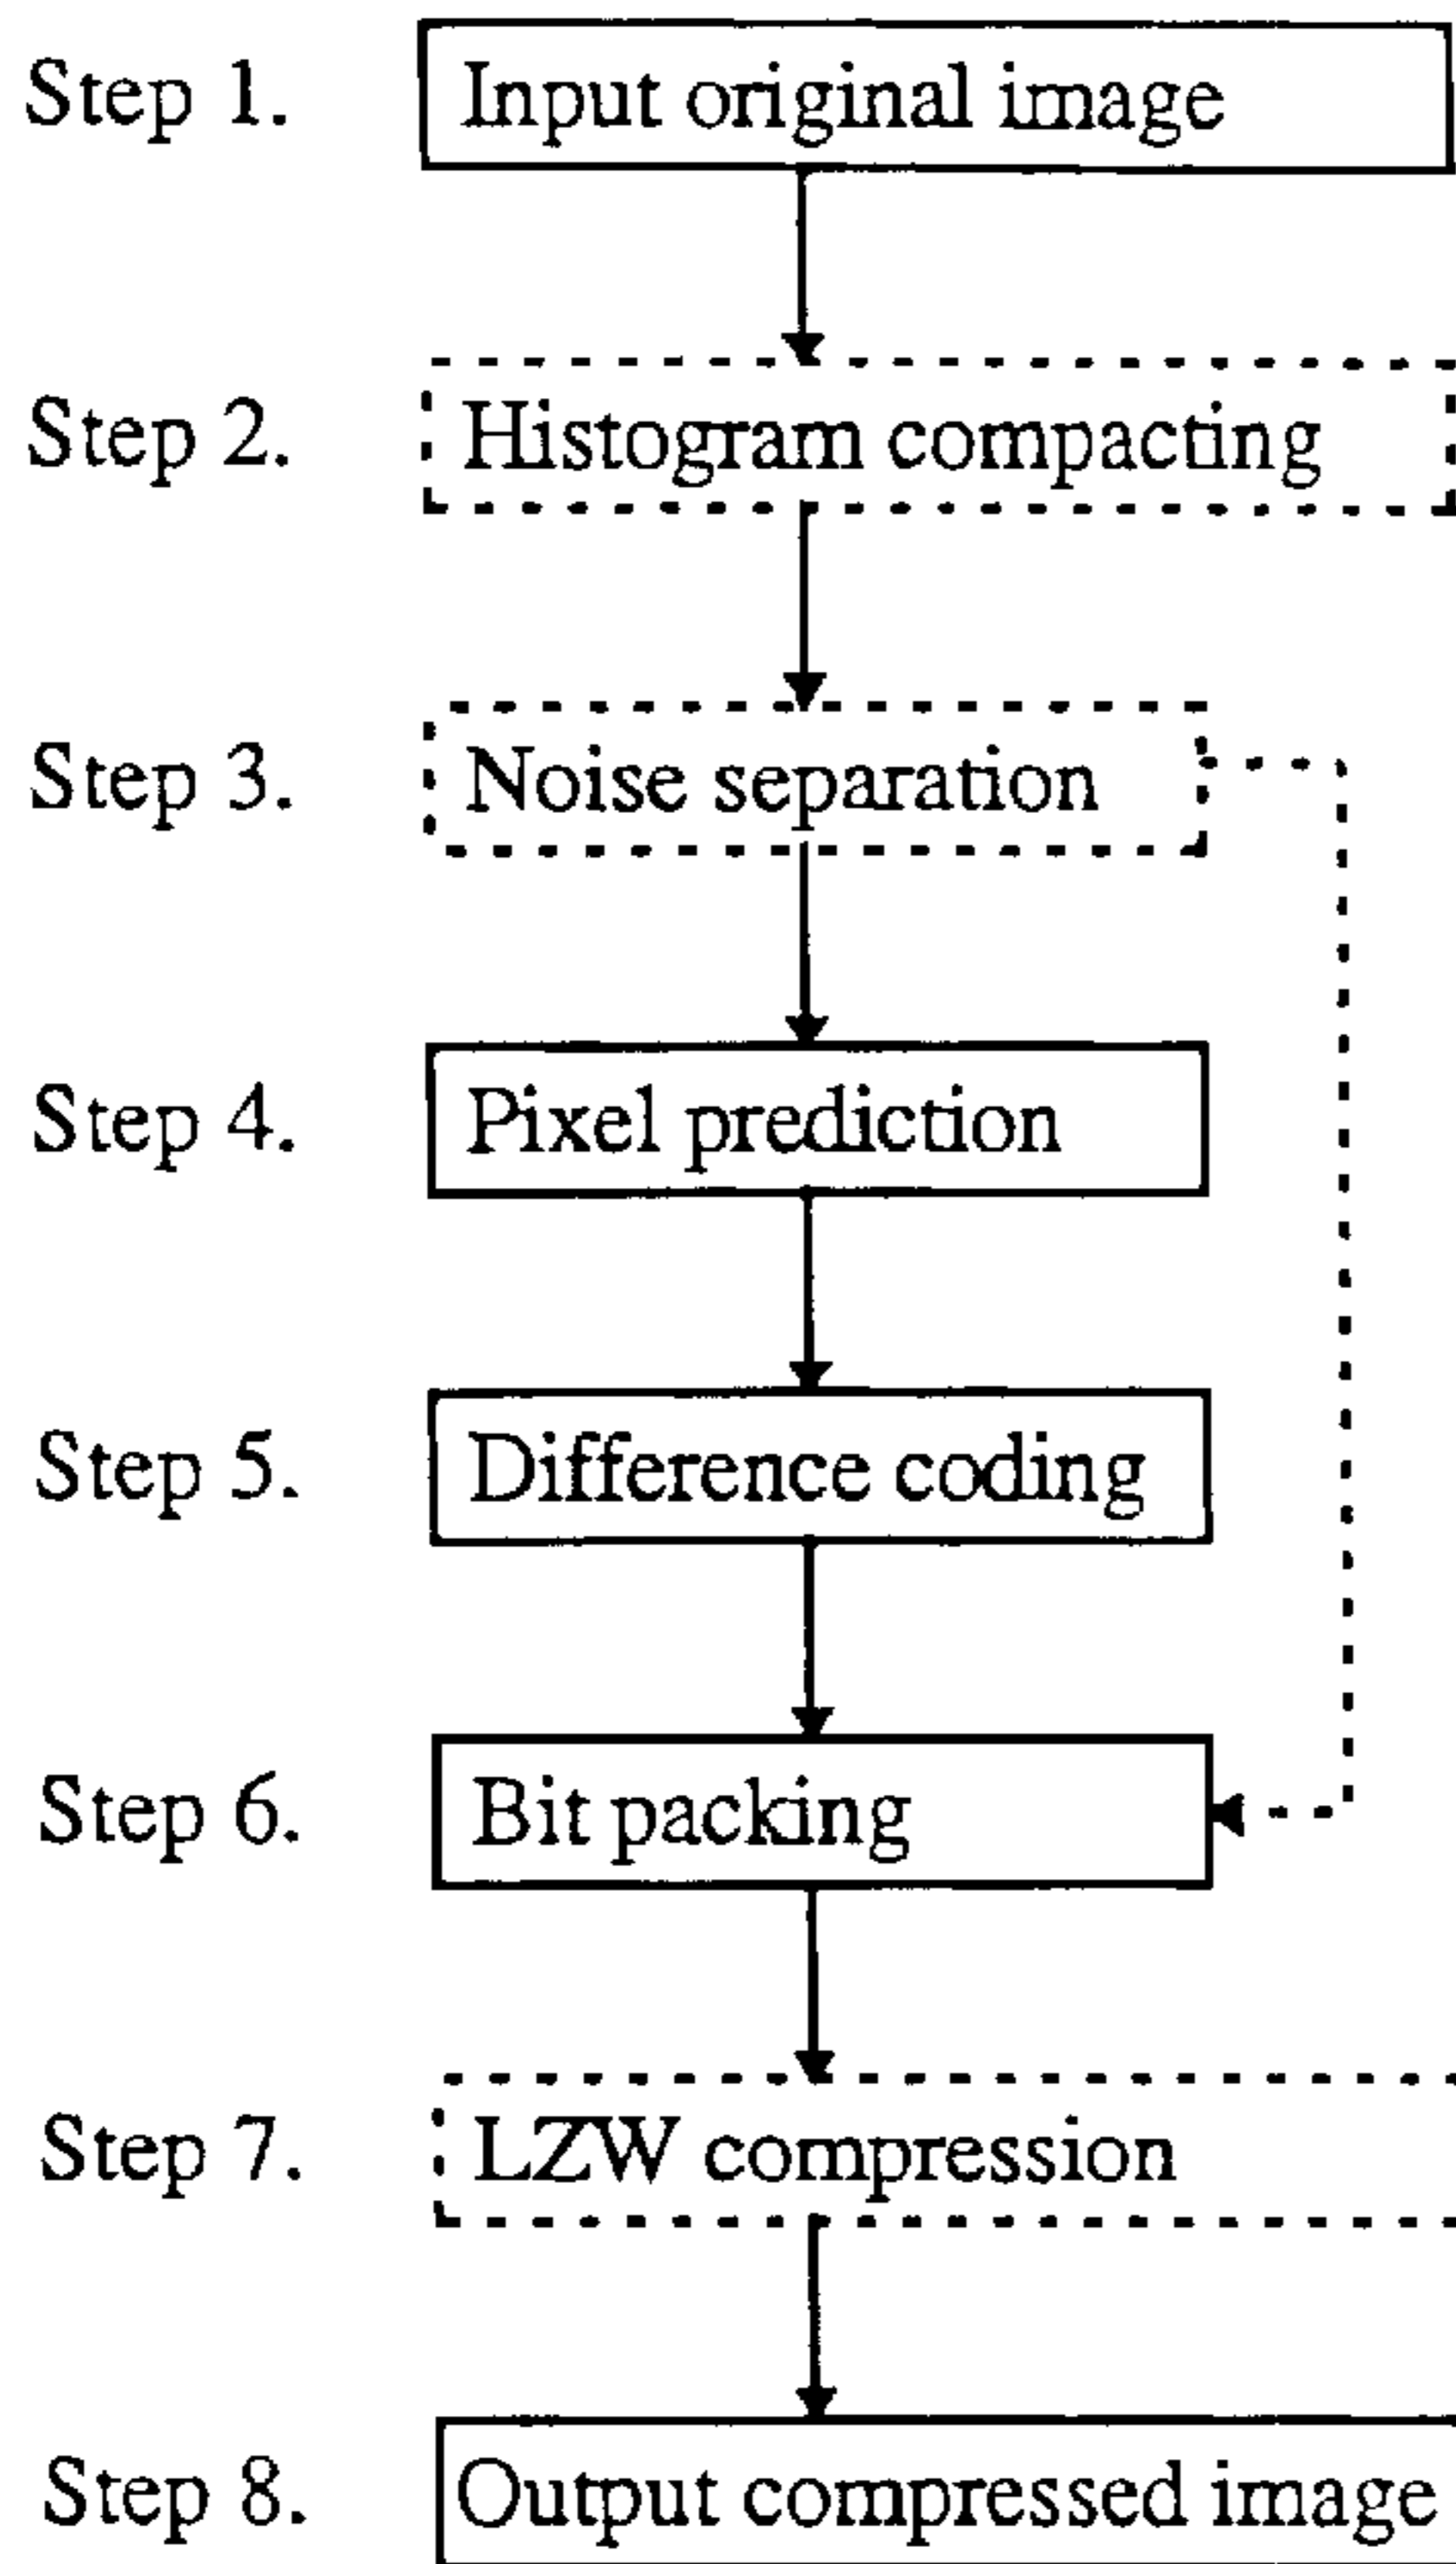 Step 1. Input original image
Step 2. Histogram compacting
Step 3. Noise separation
Step 4. Pixel prediction
Step 5. Difference coding
Step 6. Bit packing
Step 7. LZW compression
Step 8. Output compressed image